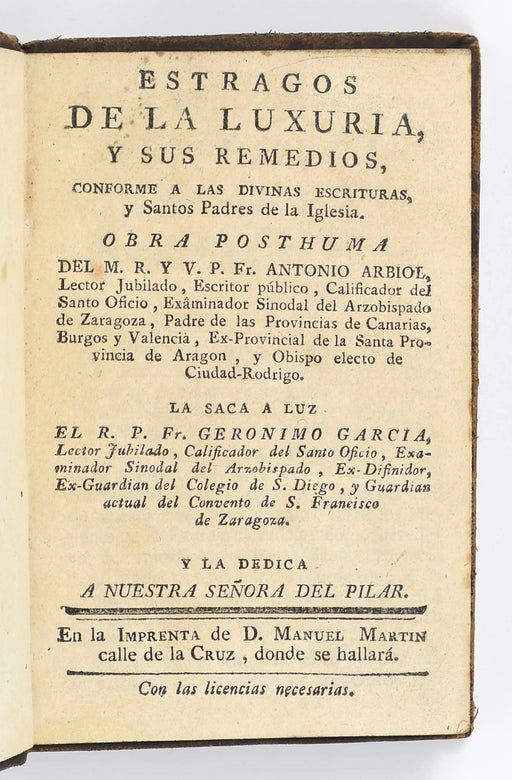 ESTRAGOS
DE LA LUXURIA,
Y SUS REMEDIOS,
CONFORME A LAS DIVINAS ESCRITURAS,
y Santos Padres de la Iglesia.
OBRA POSTHUMA
DEL M. R. Y V. P. Fr. ANTONIO ARBIOL,
Lector Jubilado, Escritor público, Calificador del
Santo Oficio, Exâminador Sinodal del Arzobispado
de Zaragoza, Padre de las Provincias de Canarias,
Burgos y Valencia, Ex-Provincial de la Santa Pro-
vincia de Aragon, y Obispo electo de
Ciudad-Rodrigo.
LA SACA A LUZ
EL R. P. Fr. GERONIMO GARCIA,
Lector Jubilado, Calificador del Santo Oficio, Exa-
minador Sinodal del Arzobispado, Ex-Difinidor,
Ex-Guardian del Colegio de S. Diego, y Guardian
actual del Convento de S. Francisco
de Zaragoza.
Y LA DEDICA
A NUESTRA SEÑORA DEL PILAR.
En la IMPRENTA de D. MANUEL MARTIN
calle de la CRUZ, donde se hallará.
Con las licencias necesarias.